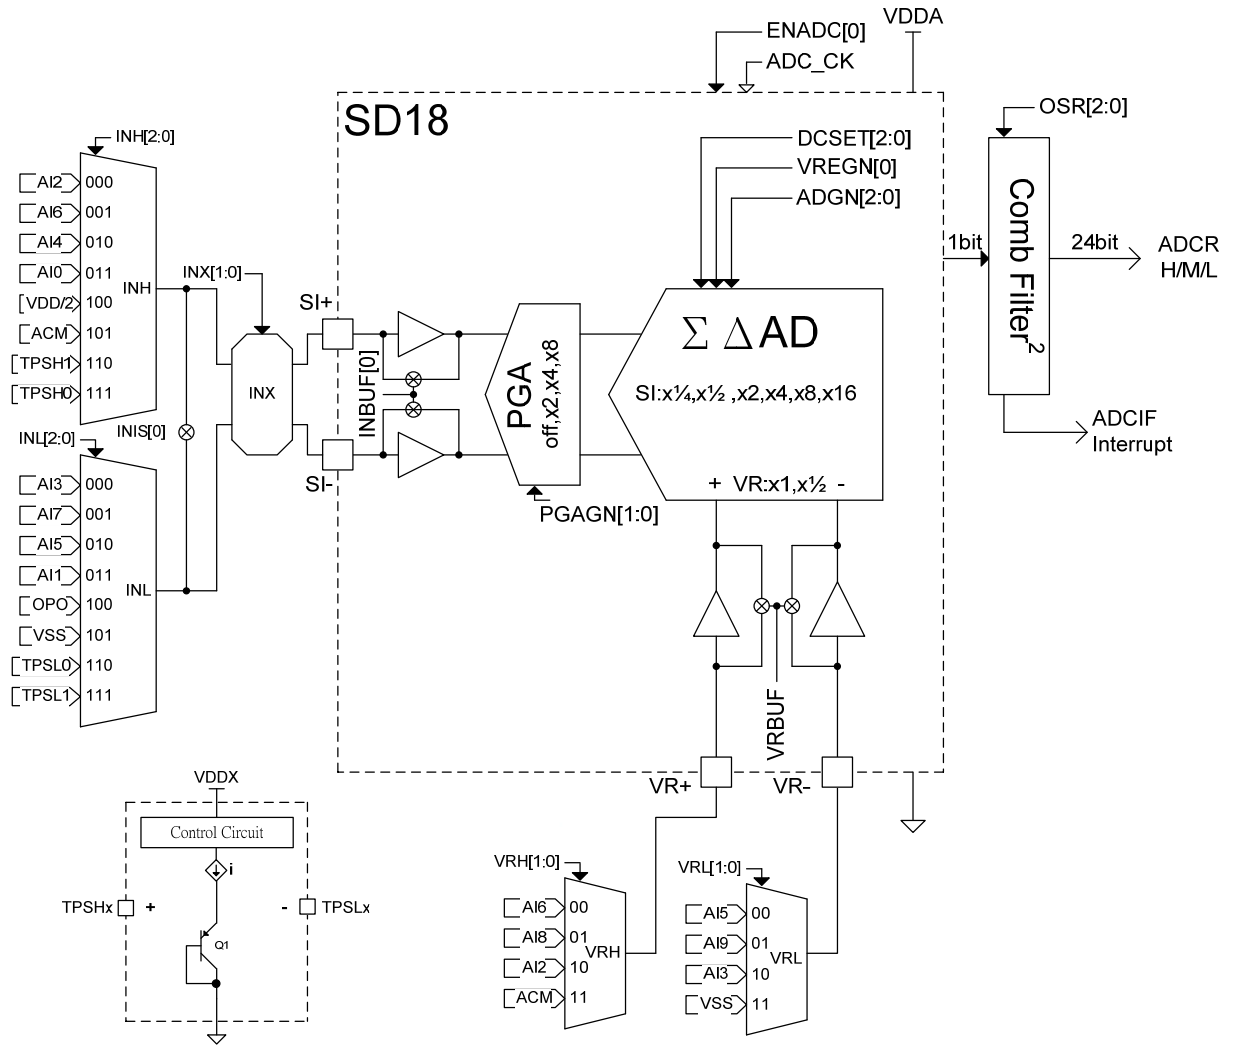 ENADC[0]
VDDA
ADC_CK
SD18
OSR[2:0]
INH[2:0]
DCSET[2:0]
VREGN[0]
ADGN[2:0]
AI2 000
AI6 001
AI4 010
AI0 011
VDD/2 100
ACM 101
TPSH1 110
TPSH0 111
INH
INX[1:0]
INX
INIS[0]
SI+
SI-
INBUF[0]
PGA
off,x2,x4,x8
PGAGN[1:0]
Σ Δ AD
SI:x¼,x½ ,x2,x4,x8,x16
+ VR:x1,x½ -
1bit
Comb Filter²
24bit
ADCR
H/M/L
ADCIF
Interrupt
INL[2:0]
AI3 000
AI7 001
AI5 010
AI1 011
OPO 100
VSS 101
TPSL0 110
TPSL1 111
INL
VRBUF
VR+
VR-
VDDX
Control Circuit
i
TPSHx
+
-
TPSLx
Q1
VRH[1:0]
AI6 00
AI8 01
AI2 10
ACM 11
VRH
VRL[1:0]
AI5 00
AI9 01
AI3 10
VSS 11
VRL